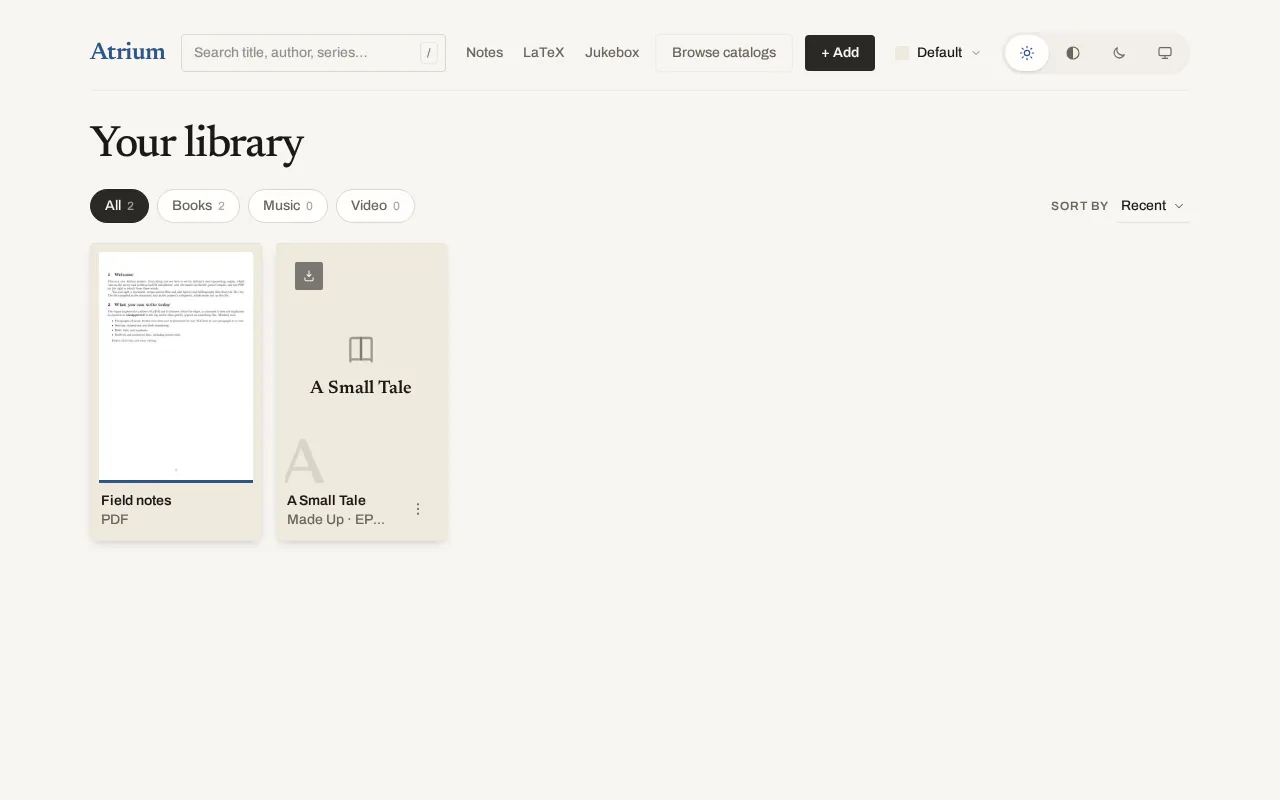 Atrium
Search title, author, series…
/
Notes
LaTeX
Jukebox
Browse catalogs
+ Add
Default
Your library
All 2
Books 2
Music 0
Video 0
SORT BY
Recent
1 Welcome
2 What you can write today
A Small Tale
A
Field notes
PDF
A Small Tale
Made Up · EP…